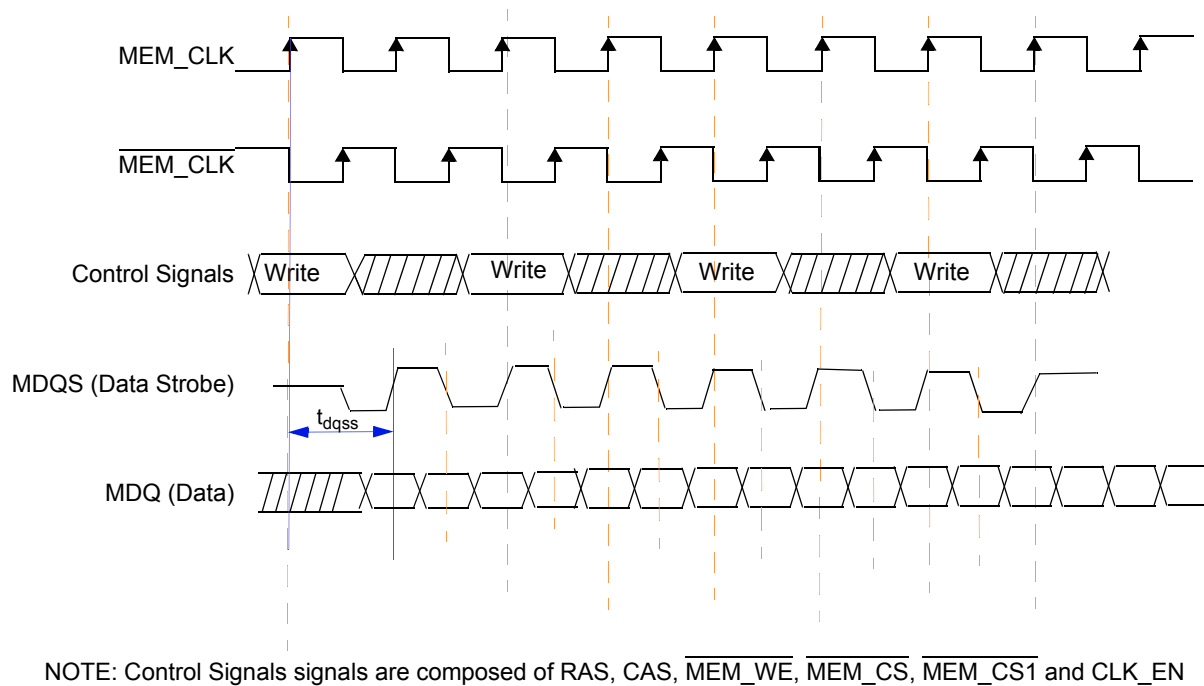 MEM_CLK
MEM_CLK
Control Signals
Write
Write
Write
Write
MDQS (Data Strobe)
tdqss
MDQ (Data)
NOTE: Control Signals signals are composed of RAS, CAS, MEM_WE, MEM_CS, MEM_CS1 and CLK_EN